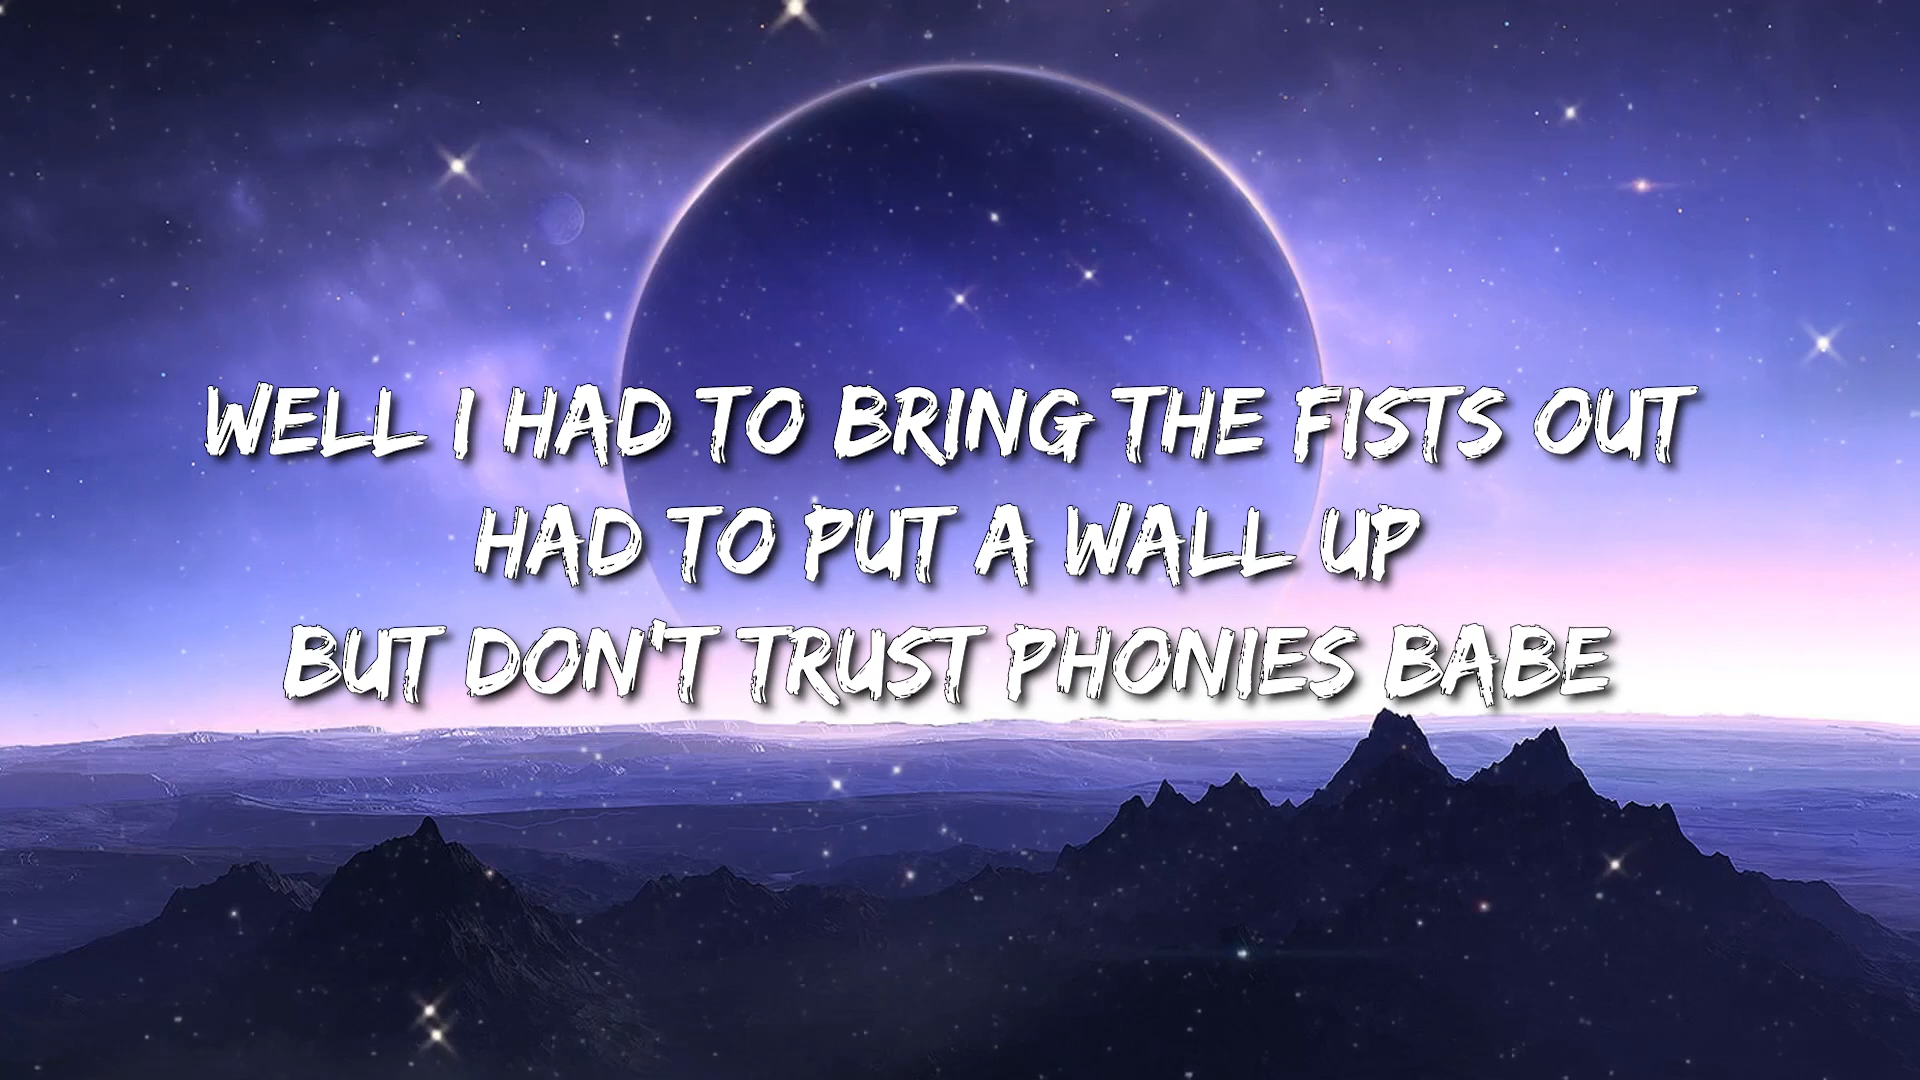 WELL I HAD TO BRING THE FISTS OUT
HAD TO PUT A WALL UP
BUT DON'T TRUST PHONIES BABE